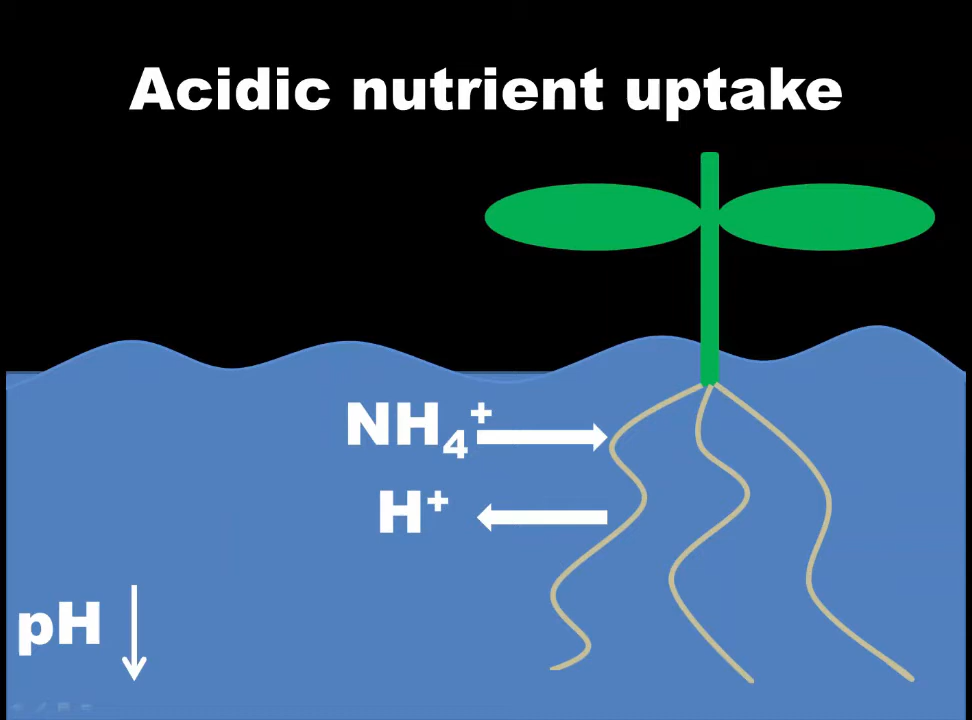 Acidic nutrient uptake
NH₄⁺
H⁺
pH